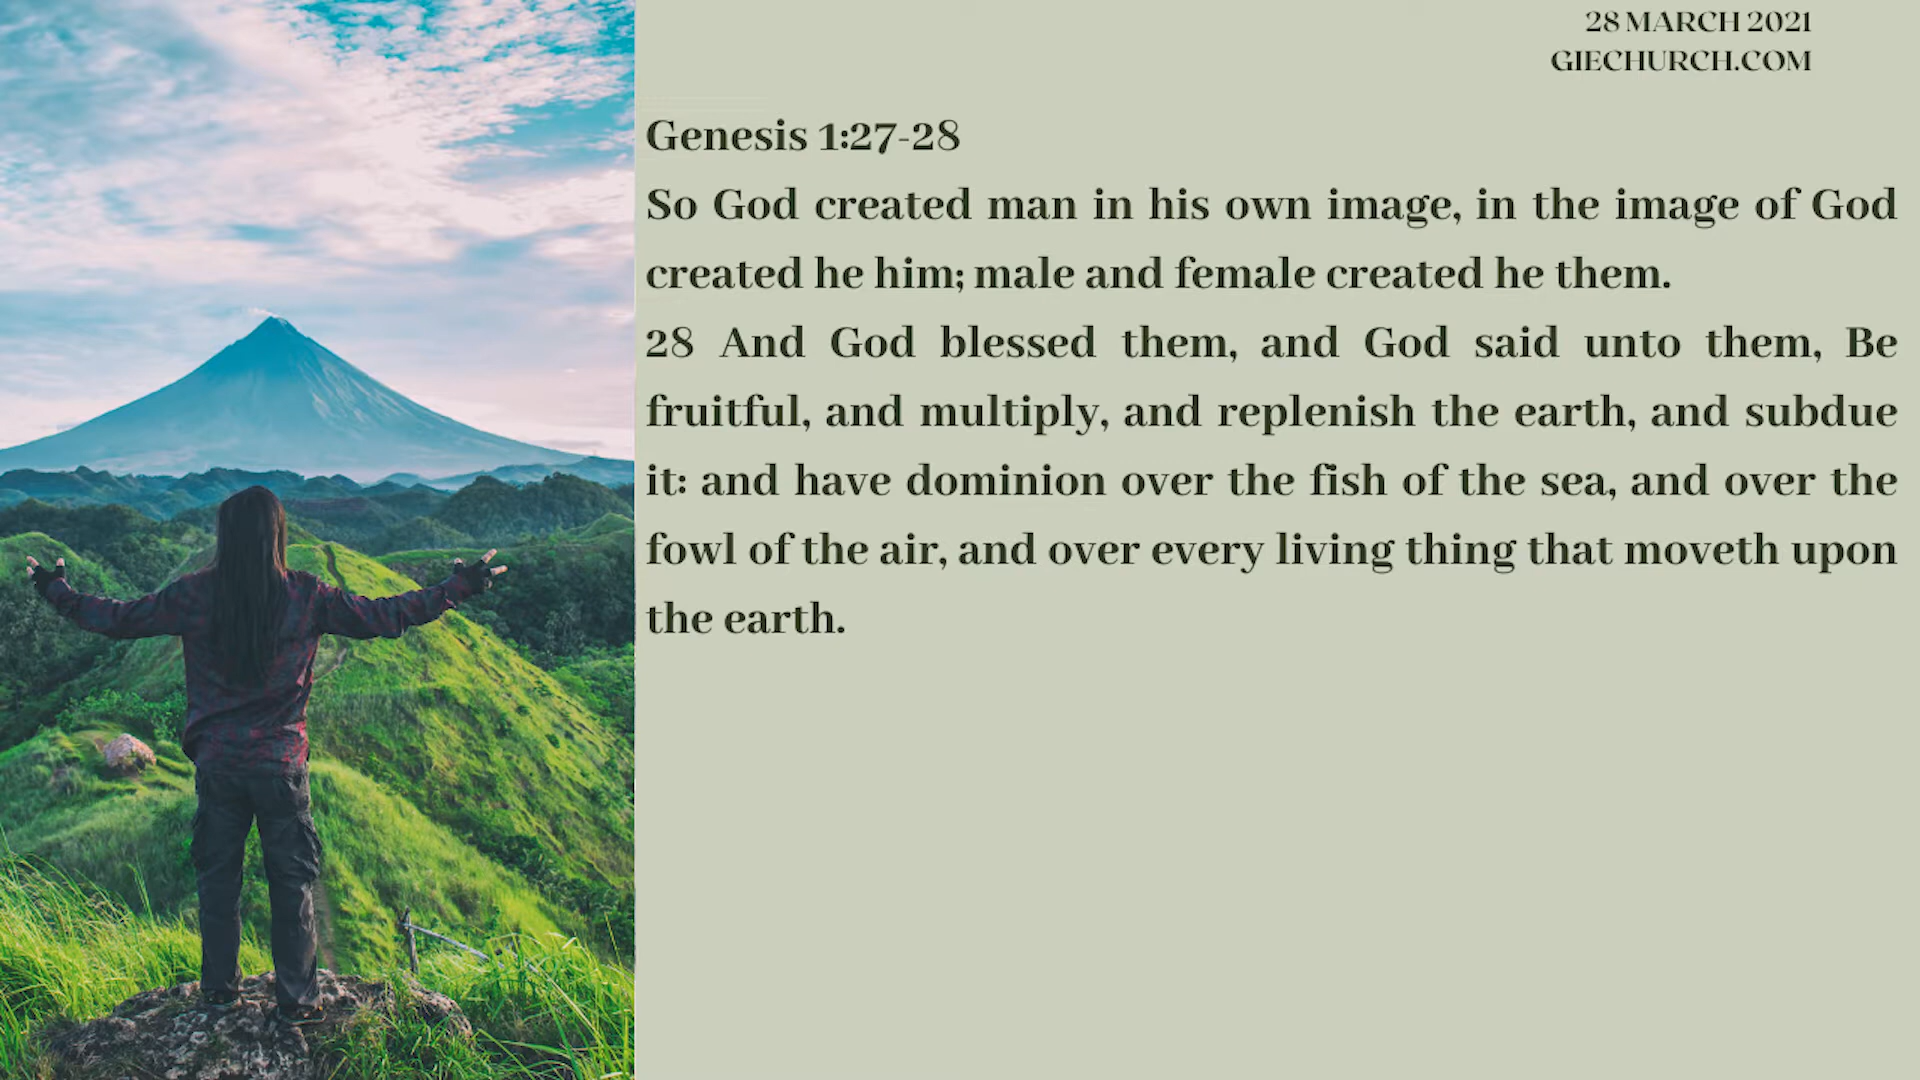 28 MARCH 2021
GIECHURCH.COM
Genesis 1:27-28
So God created man in his own image, in the image of God
created he him; male and female created he them.
28 And God blessed them, and God said unto them, Be
fruitful, and multiply, and replenish the earth, and subdue
it: and have dominion over the fish of the sea, and over the
fowl of the air, and over every living thing that moveth upon
the earth.